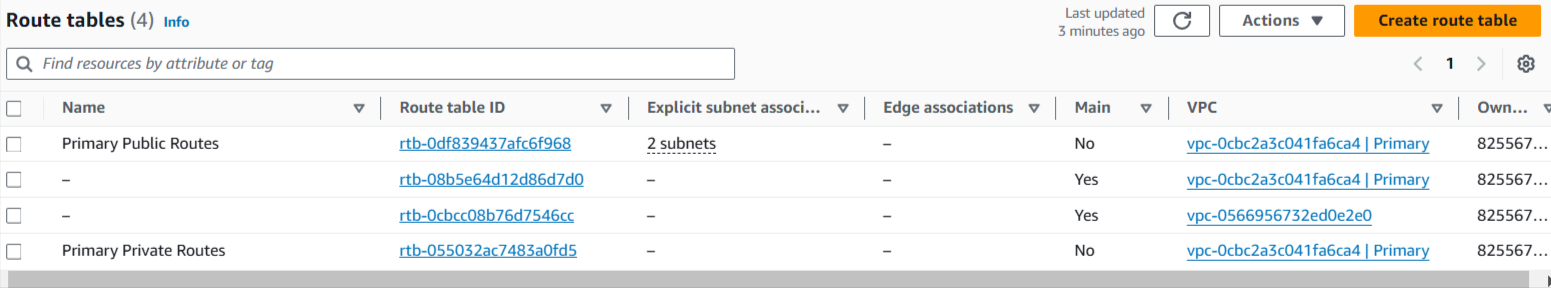 Route tables (4) Info
Last updated
3 minutes ago
Actions
Create route table
Find resources by attribute or tag
1
Name Route table ID Explicit subnet associ... Edge associations Main VPC Own...
Primary Public Routes rtb-0df839437afc6f968 2 subnets – No vpc-0cbc2a3c041fa6ca4 | Primary 825567...
– rtb-08b5e64d12d86d7d0 – – Yes vpc-0cbc2a3c041fa6ca4 | Primary 825567...
– rtb-0cbcc08b76d7546cc – – Yes vpc-0566956732ed0e2e0 825567...
Primary Private Routes rtb-055032ac7483a0fd5 – – No vpc-0cbc2a3c041fa6ca4 | Primary 825567...